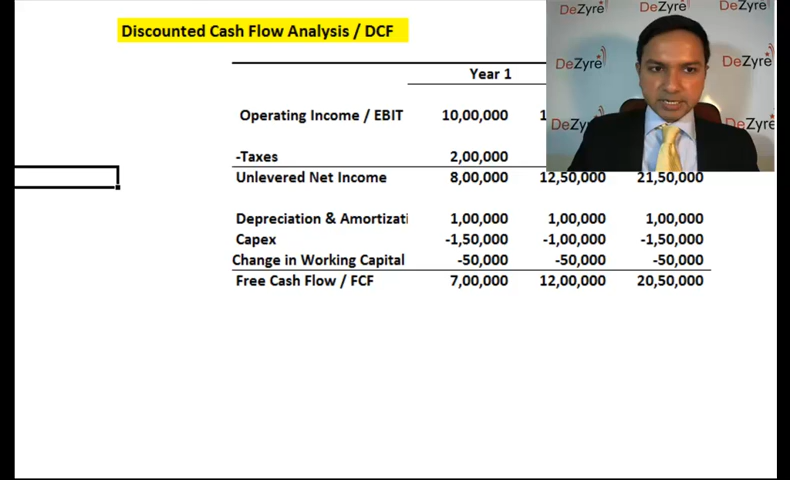 Discounted Cash Flow Analysis / DCF
DeZyre DeZyre DeZyre
DeZyre DeZyre
DeZy DeZyre
Year 1
Operating Income / EBIT 10,00,000 1
-Taxes 2,00,000
Unlevered Net Income 8,00,000 12,50,000 21,50,000
Depreciation & Amortizati 1,00,000 1,00,000 1,00,000
Capex -1,50,000 -1,00,000 -1,50,000
Change in Working Capital -50,000 -50,000 -50,000
Free Cash Flow / FCF 7,00,000 12,00,000 20,50,000